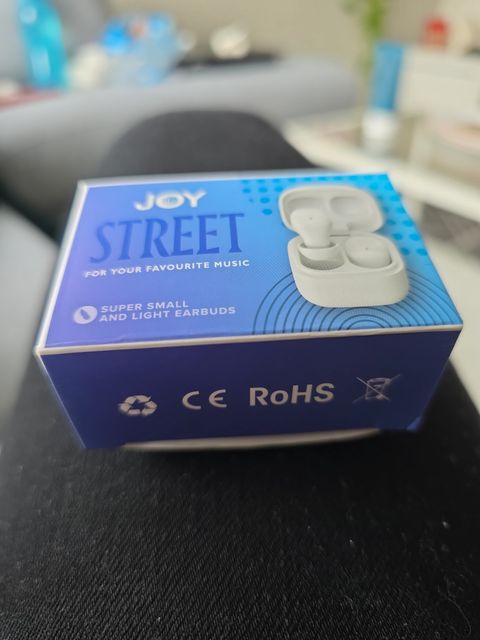 JOY
STREET
FOR YOUR FAVOURITE MUSIC
SUPER SMALL
AND LIGHT EARBUDS
CE RoHS